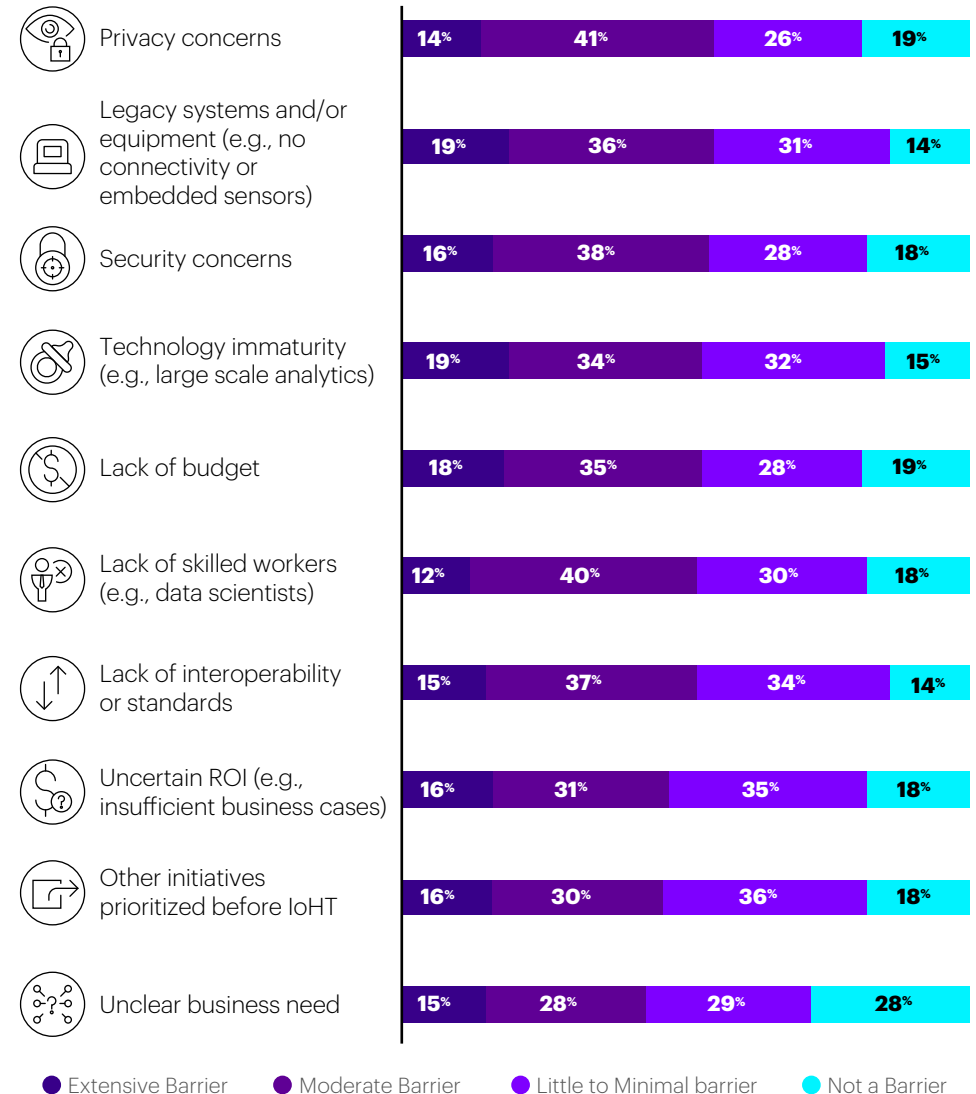 Privacy concerns
14% 41% 26% 19%
Legacy systems and/or
equipment (e.g., no
connectivity or
embedded sensors)
19% 36% 31% 14%
Security concerns
16% 38% 28% 18%
Technology immaturity
(e.g., large scale analytics)
19% 34% 32% 15%
Lack of budget
18% 35% 28% 19%
Lack of skilled workers
(e.g., data scientists)
12% 40% 30% 18%
Lack of interoperability
or standards
15% 37% 34% 14%
Uncertain ROI (e.g.,
insufficient business cases)
16% 31% 35% 18%
Other initiatives
prioritized before IoHT
16% 30% 36% 18%
Unclear business need
15% 28% 29% 28%
Extensive Barrier Moderate Barrier Little to Minimal barrier Not a Barrier